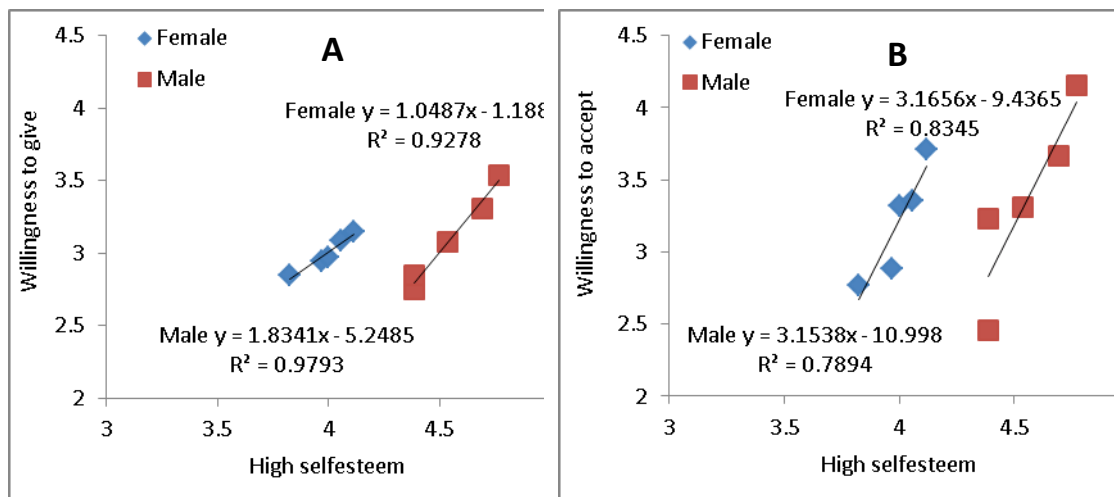 A
Female
Male
Willingness to give
4.5
4
3.5
3
2.5
2
Female y = 1.0487x - 1.188
R² = 0.9278
Male y = 1.8341x - 5.2485
R² = 0.9793
3 3.5 4 4.5
High selfesteem
B
Female
Male
Willingness to accept
4.5
4
3.5
3
2.5
2
Female y = 3.1656x - 9.4365
R² = 0.8345
Male y = 3.1538x - 10.998
R² = 0.7894
3 3.5 4 4.5
High selfesteem